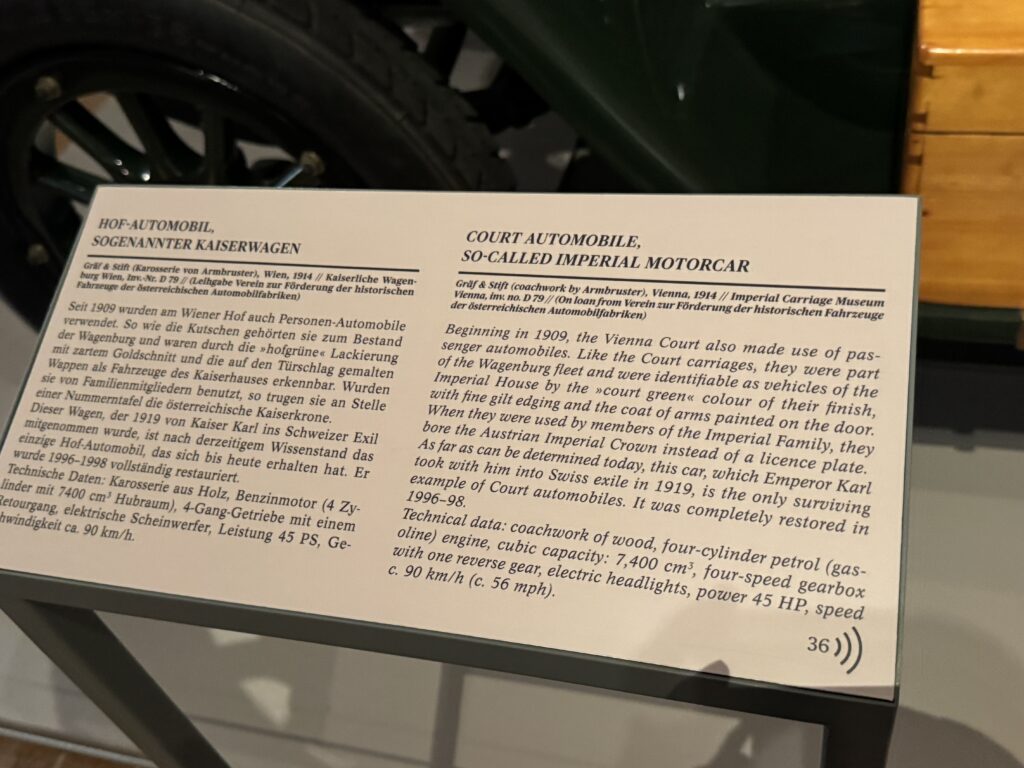 HOF-AUTOMOBIL,
SOGENANNTER KAISERWAGEN
Gräf & Stift (Karosserie von Armbruster), Wien, 1914 // Kaiserliche Wagen-
burg Wien, Inv.-Nr. D 79 // (Leihgabe Verein zur Förderung der historischen
Fahrzeuge der österreichischen Automobilfabriken)
Seit 1909 wurden am Wiener Hof auch Personen-Automobile
verwendet. So wie die Kutschen gehörten sie zum Bestand
der Wagenburg und waren durch die »hofgrüne« Lackierung
mit zartem Goldschnitt und die auf den Türschlag gemalten
Wappen als Fahrzeuge des Kaiserhauses erkennbar. Wurden
sie von Familienmitgliedern benutzt, so trugen sie an Stelle
einer Nummerntafel die österreichische Kaiserkrone.
Dieser Wagen, der 1919 von Kaiser Karl ins Schweizer Exil
mitgenommen wurde, ist nach derzeitigem Wissenstand das
einzige Hof-Automobil, das sich bis heute erhalten hat. Er
wurde 1996–1998 vollständig restauriert.
Technische Daten: Karosserie aus Holz, Benzinmotor (4 Zy-
linder mit 7400 cm³ Hubraum), 4-Gang-Getriebe mit einem
Retourgang, elektrische Scheinwerfer, Leistung 45 PS, Ge-
hwindigkeit ca. 90 km/h.
COURT AUTOMOBILE,
SO-CALLED IMPERIAL MOTORCAR
Gräf & Stift (coachwork by Armbruster), Vienna, 1914 // Imperial Carriage Museum
Vienna, inv. no. D 79 // (On loan from Verein zur Förderung der historischen Fahrzeuge
der österreichischen Automobilfabriken)
Beginning in 1909, the Vienna Court also made use of pas-
senger automobiles. Like the Court carriages, they were part
of the Wagenburg fleet and were identifiable as vehicles of the
Imperial House by the »court green« colour of their finish,
with fine gilt edging and the coat of arms painted on the door.
When they were used by members of the Imperial Family, they
bore the Austrian Imperial Crown instead of a licence plate.
As far as can be determined today, this car, which Emperor Karl
took with him into Swiss exile in 1919, is the only surviving
example of Court automobiles. It was completely restored in
1996–98.
Technical data: coachwork of wood, four-cylinder petrol (gas-
oline) engine, cubic capacity: 7,400 cm³, four-speed gearbox
with one reverse gear, electric headlights, power 45 HP, speed
c. 90 km/h (c. 56 mph).
36